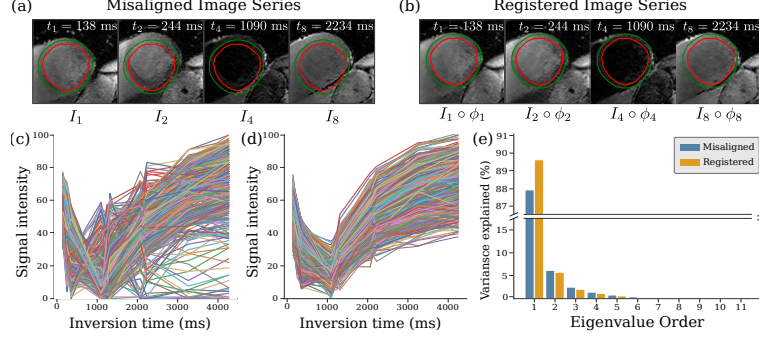 (a) Misaligned Image Series
t1 = 138 ms t2 = 244 ms t4 = 1090 ms t8 = 2234 ms
I1 I2 I4 I8
(b) Registered Image Series
t1 = 138 ms t2 = 244 ms t4 = 1090 ms t8 = 2234 ms
I1 ∘ ϕ1 I2 ∘ ϕ2 I4 ∘ ϕ4 I8 ∘ ϕ8
(c)
Signal intensity
100
80
60
40
20
0
0 1000 2000 3000 4000
Inversion time (ms)
(d)
Signal intensity
100
80
60
40
20
0
0 1000 2000 3000 4000
Inversion time (ms)
(e)
Variansce explained (%)
91
90
89
88
87
15
10
5
0
Misaligned
Registered
1 2 3 4 5 6 7 8 9 10 11
Eigenvalue Order